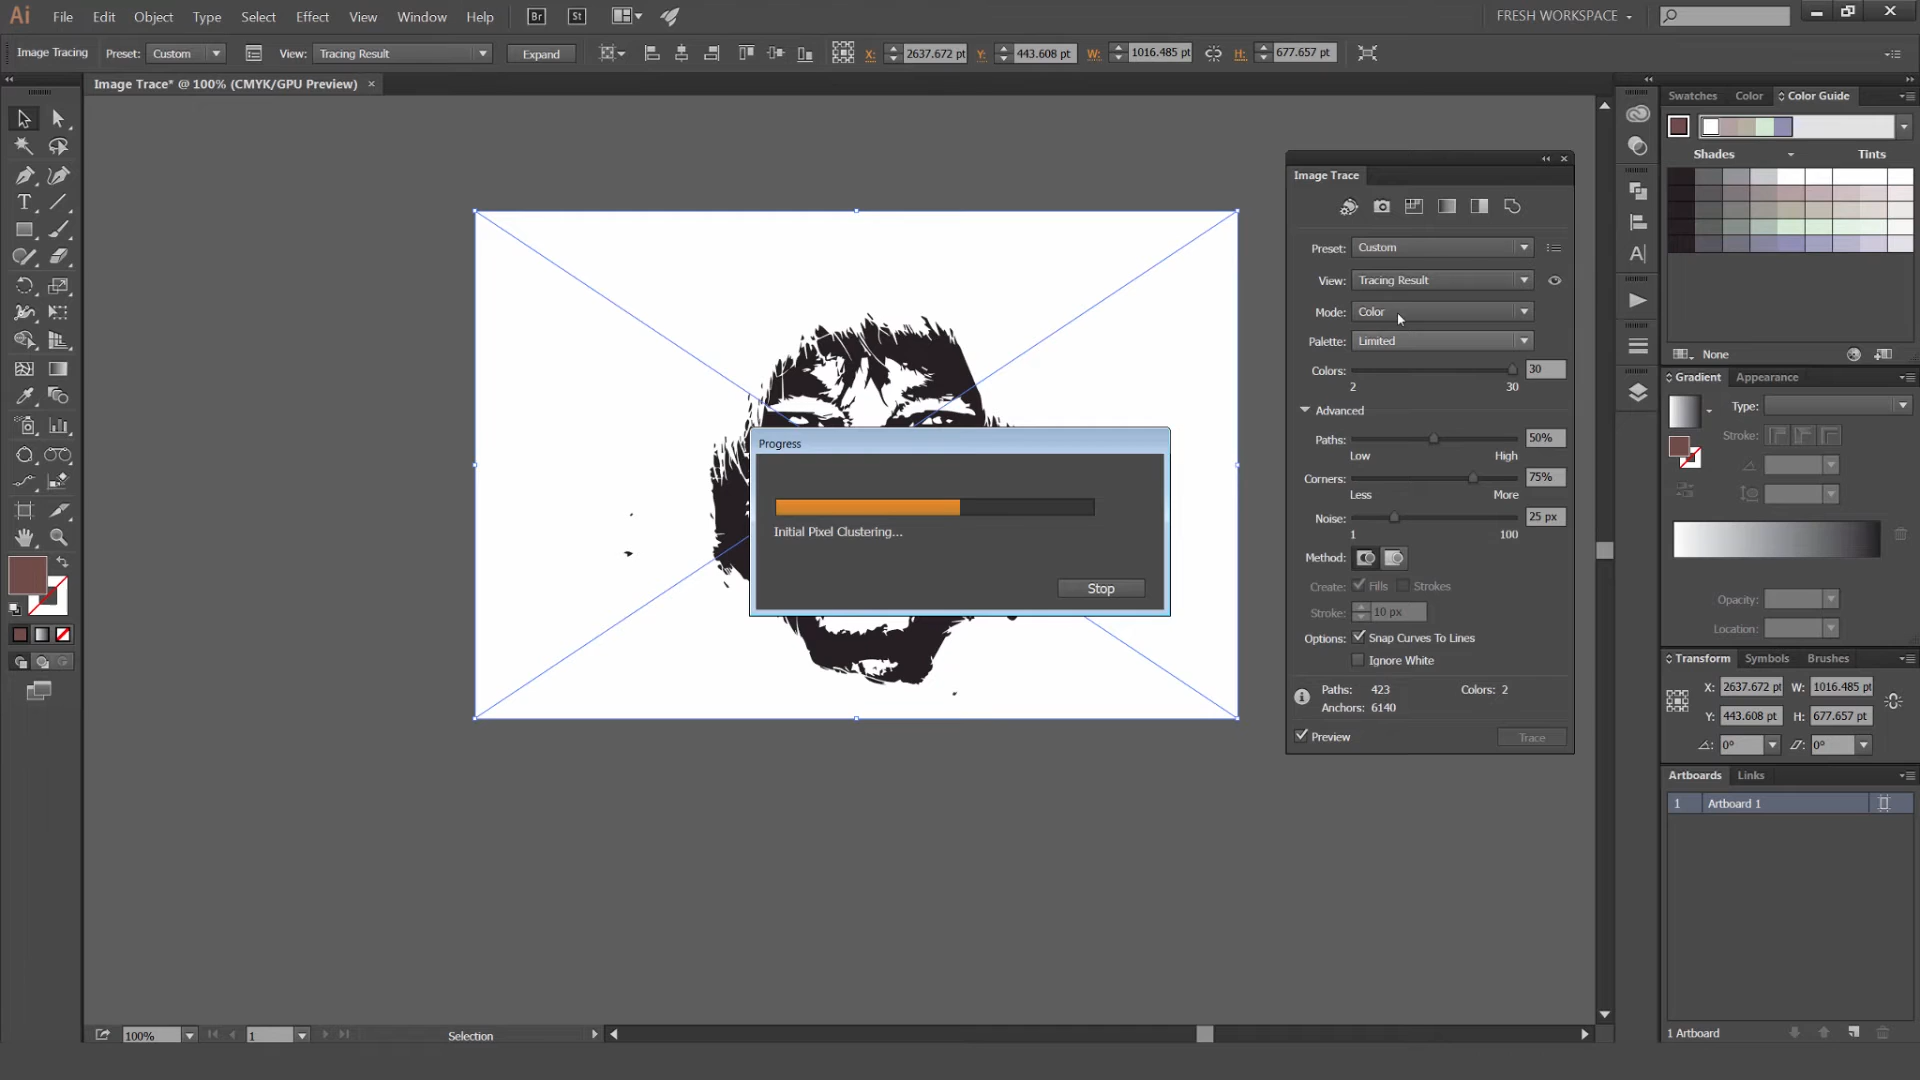 Ai File Edit Object Type Select Effect View Window Help Br St FRESH WORKSPACE
Image Tracing Preset: Custom View: Tracing Result Expand X: 2637.672 pt Y: 443.608 pt W: 1016.485 pt H: 677.657 pt
Image Trace* @ 100% (CMYK/GPU Preview)
Image Trace
Preset: Custom
View: Tracing Result
Mode: Color
Palette: Limited
Colors: 30
2 30
Advanced
Paths: 50%
Low High
Corners: 75%
Less More
Noise: 25 px
1 100
Method:
Create: Fills Strokes
Stroke: 10 px
Options: Snap Curves To Lines
Ignore White
Paths: 423 Colors: 2
Anchors: 6140
Preview Trace
Progress
Initial Pixel Clustering...
Stop
Swatches Color Color Guide
Shades Tints
None
Gradient Appearance
Type:
Stroke:
Opacity:
Location:
Transform Symbols Brushes
X: 2637.672 pt W: 1016.485 pt
Y: 443.608 pt H: 677.657 pt
0° 0°
Artboards Links
1 Artboard 1
1 Artboard
100% 1 Selection